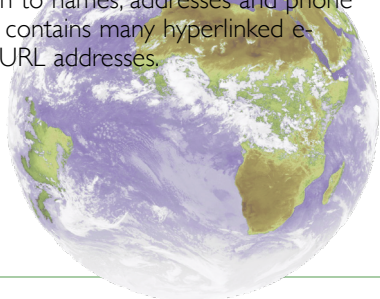 to names, addresses and phone
contains many hyperlinked e-
URL addresses.